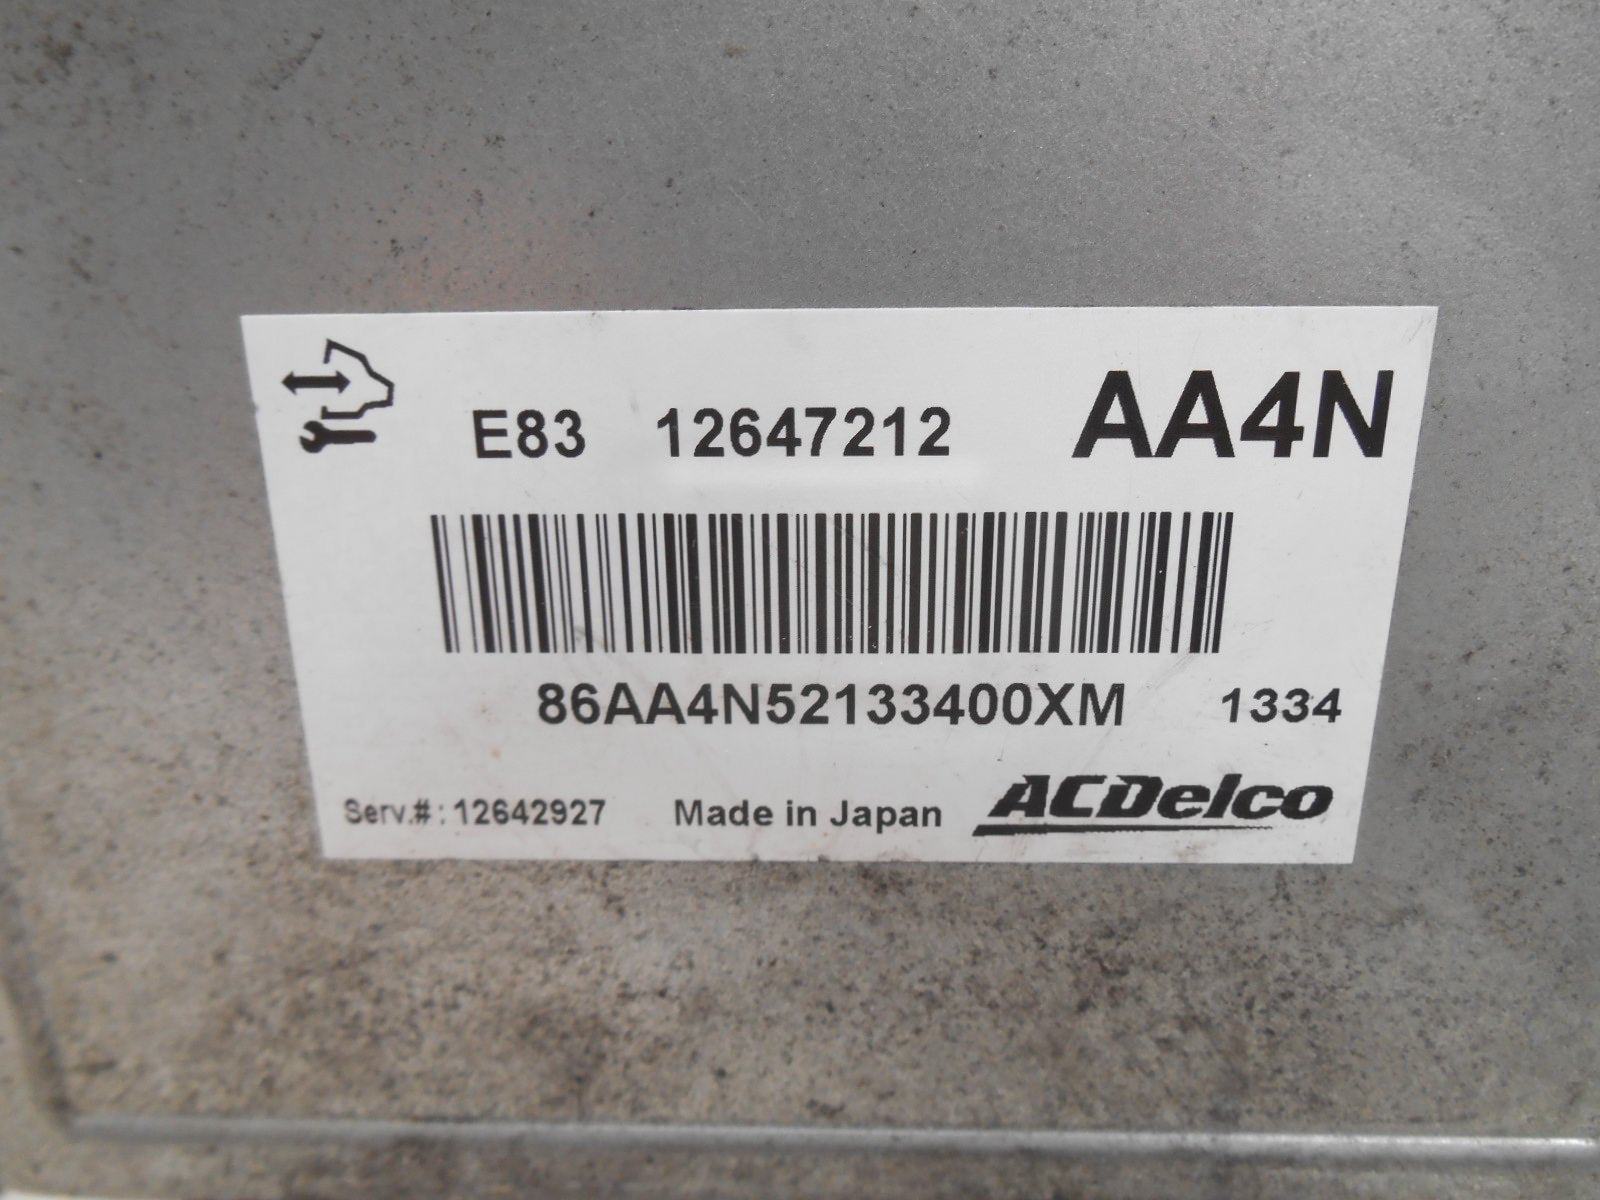 E83 12647212 AA4N
86AA4N52133400XM 1334
Serv.#: 12642927 Made in Japan ACDelco